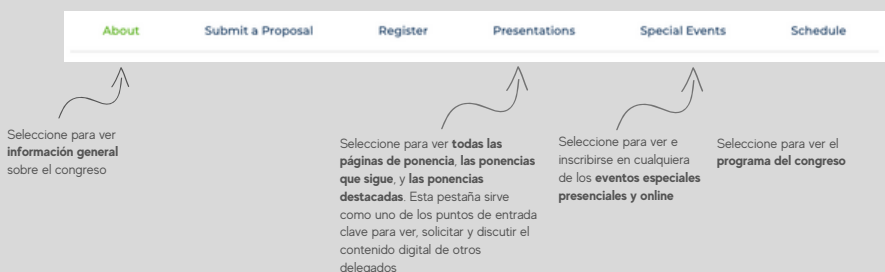 About
Submit a Proposal
Register
Presentations
Special Events
Schedule
Seleccione para ver
información general
sobre el congreso
Seleccione para ver todas las
páginas de ponencia, las ponencias
que sigue, y las ponencias
destacadas. Esta pestaña sirve
como uno de los puntos de entrada
clave para ver, solicitar y discutir el
contenido digital de otros
delegados
Seleccione para ver e
inscribirse en cualquiera
de los eventos especiales
presenciales y online
Seleccione para ver el
programa del congreso